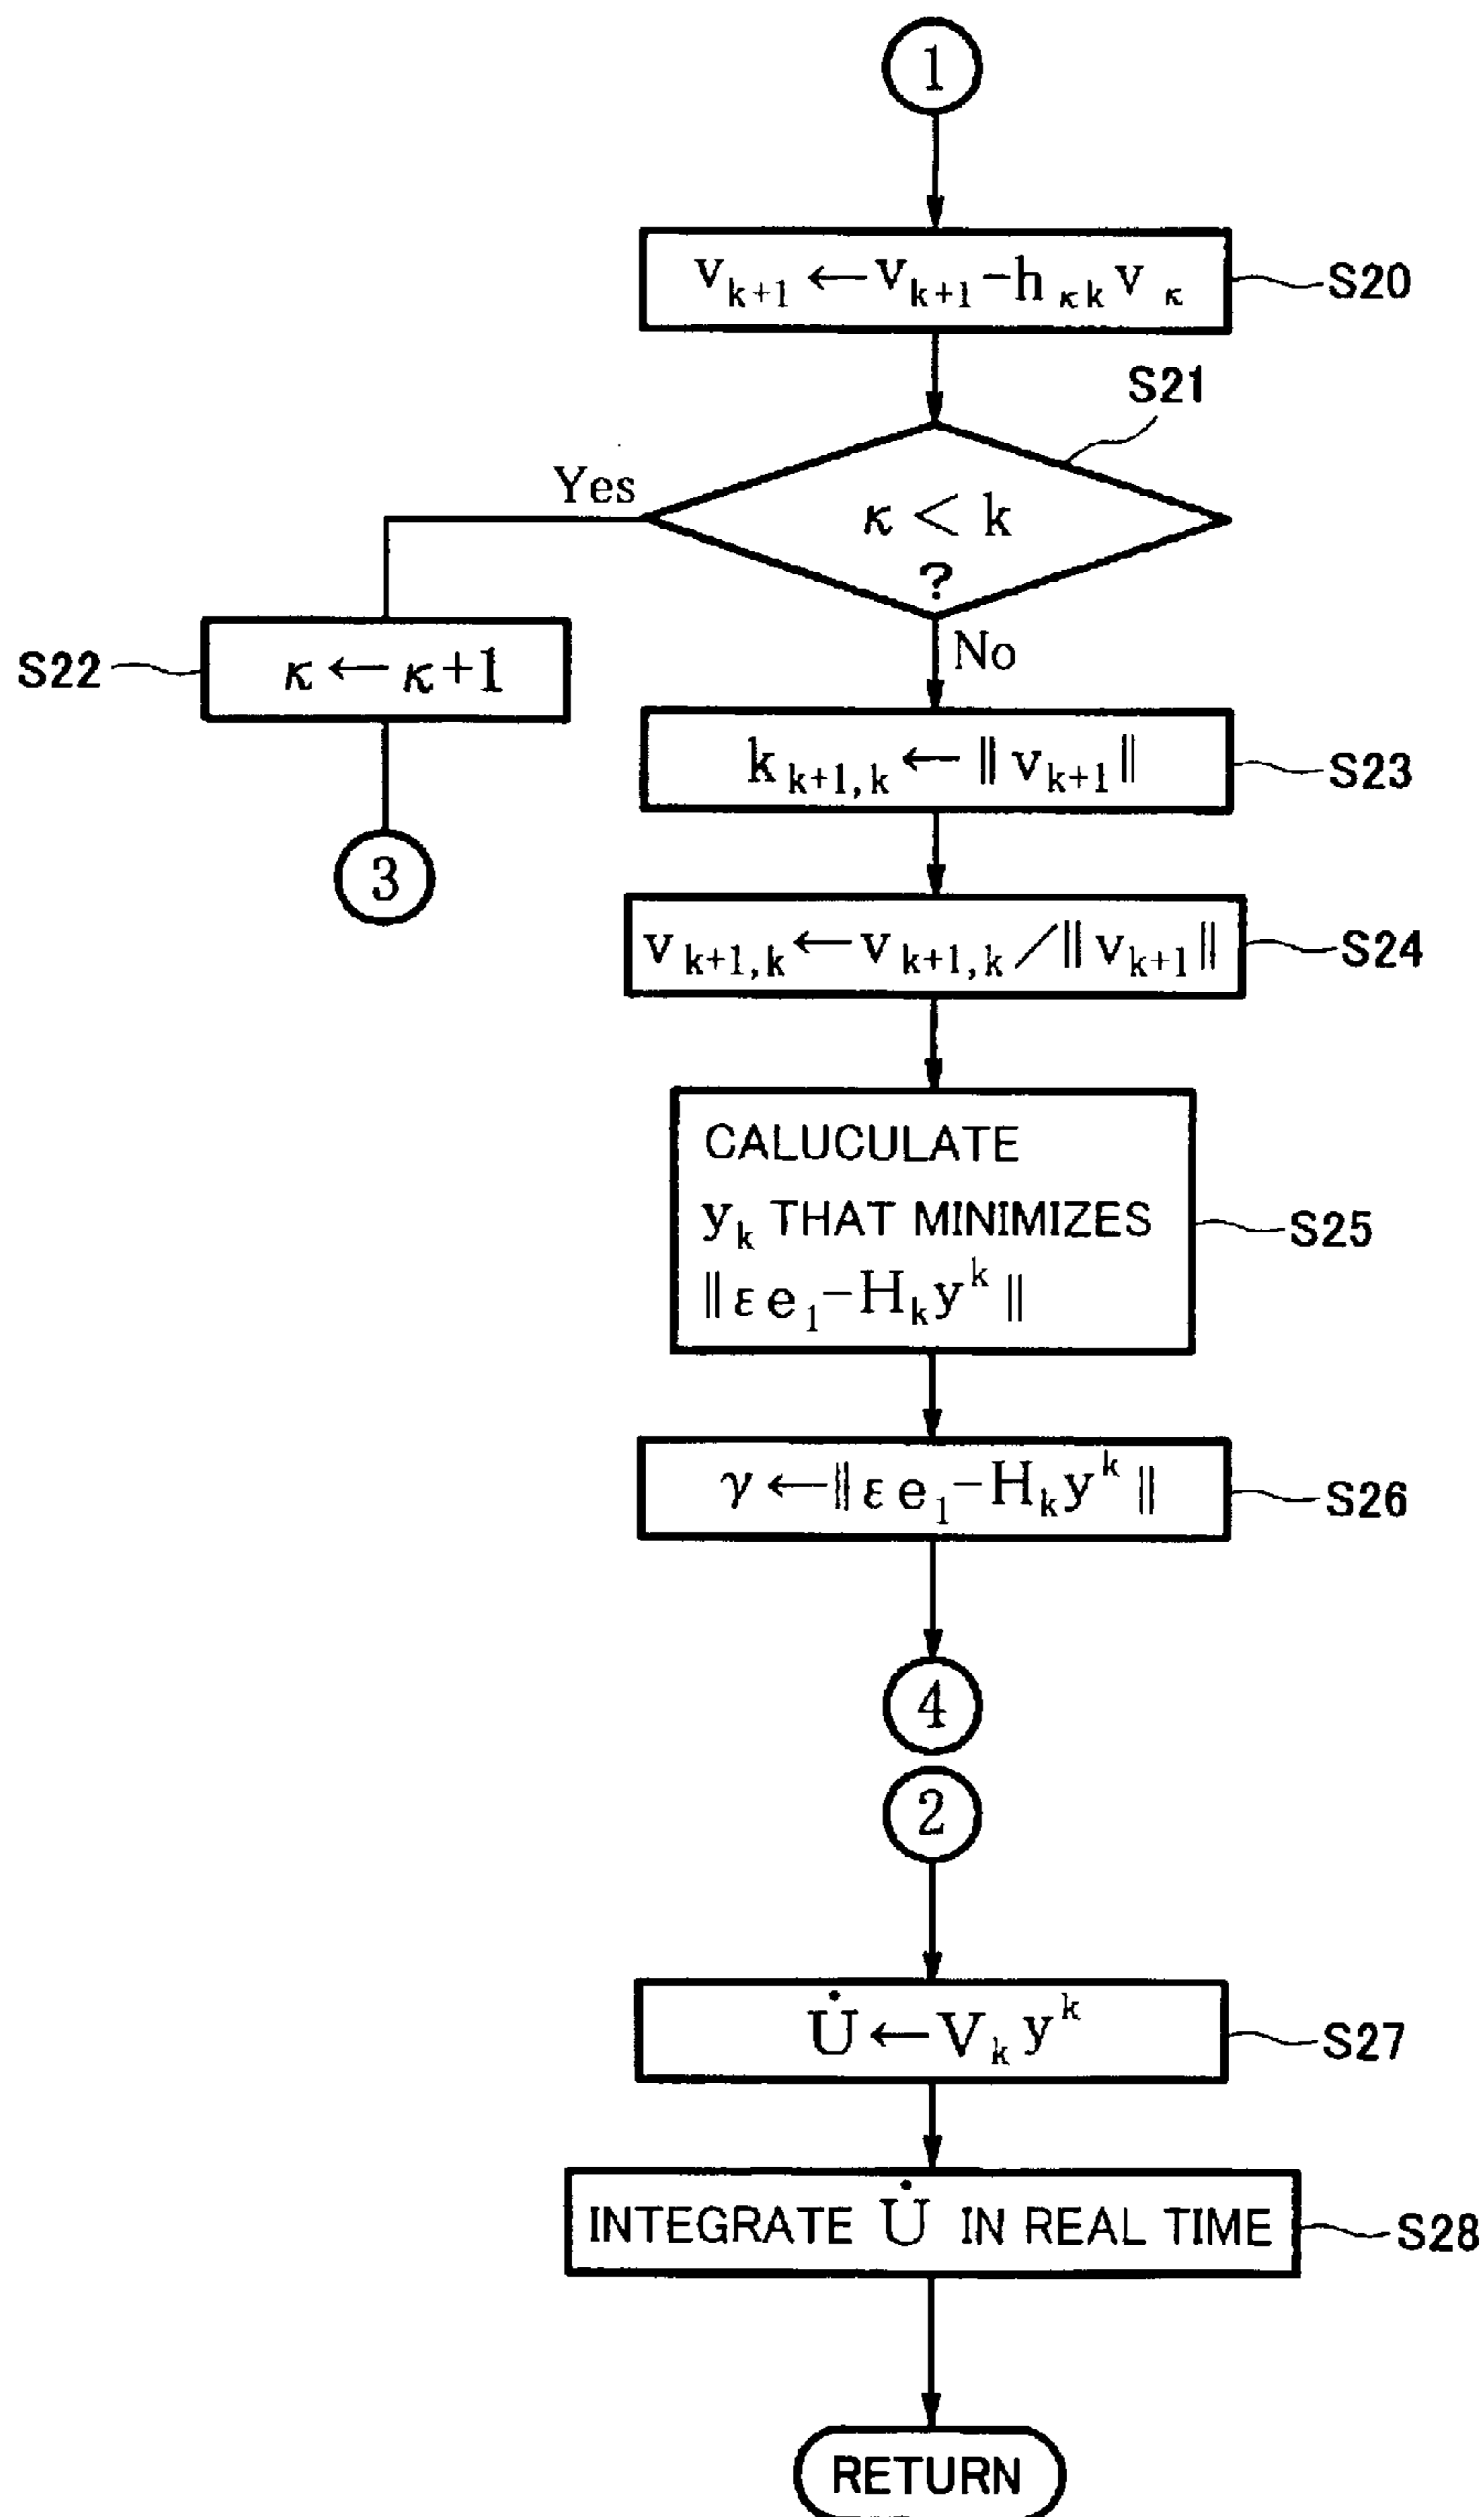 1
v_{k+1} ← v_{k+1} − h_{κk} v_κ
S20
S21
Yes
κ < k
?
No
S22
κ ← κ+1
k_{k+1,k} ← ‖v_{k+1}‖
S23
3
v_{k+1,k} ← v_{k+1,k} ／ ‖v_{k+1}‖
S24
CALUCULATE
y_k THAT MINIMIZES
‖εe_1 − H_k y^k‖
S25
γ ← ‖εe_1 − H_k y^k‖
S26
4
2
U̇ ← V_k y^k
S27
INTEGRATE U̇ IN REAL TIME
S28
RETURN